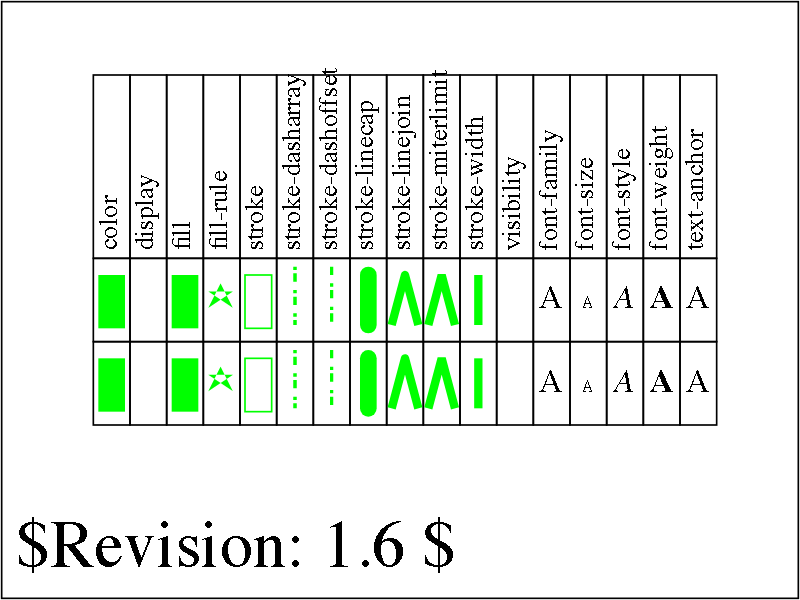 color
display
fill
fill-rule
stroke
stroke-dasharray
stroke-dashoffset
stroke-linecap
stroke-linejoin
stroke-miterlimit
stroke-width
visibility
font-family
font-size
font-style
font-weight
text-anchor
A A A A A
A A A A A
$Revision: 1.6 $